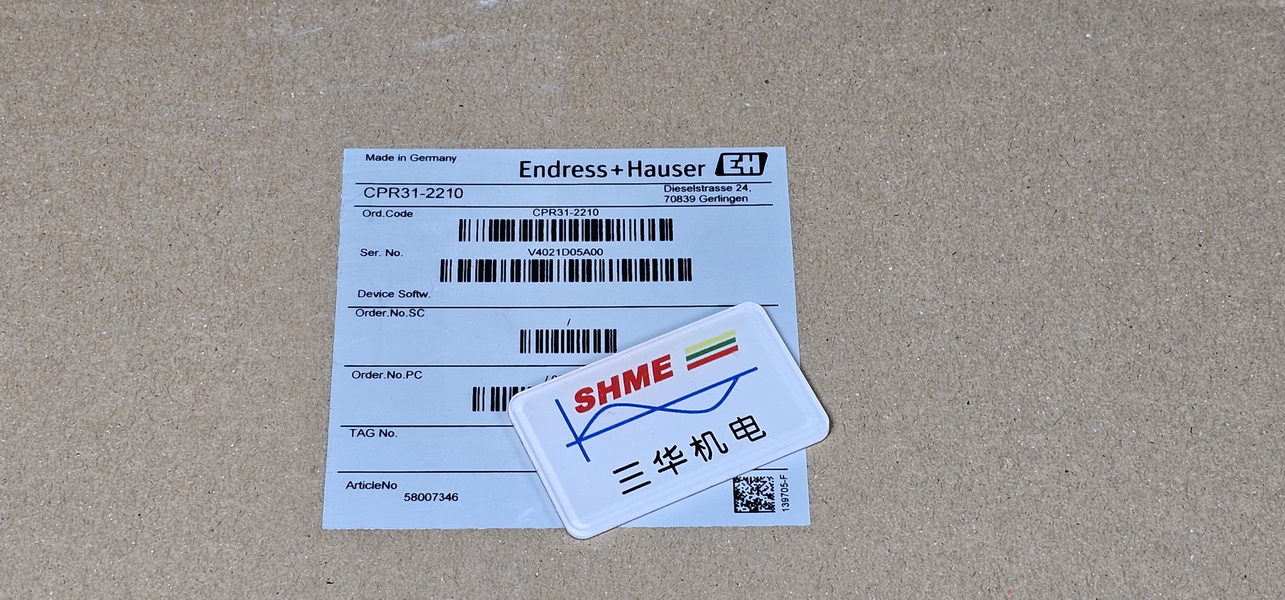 Made in Germany
Endress+Hauser EH
CPR31-2210
Dieselstrasse 24,
70839 Gerlingen
Ord.Code
CPR31-2210
Ser. No.
V4021D05A00
Device Softw.
Order.No.SC
/
Order.No.PC
/
TAG No.
ArticleNo
58007346
139705-F
SHME
三华机电